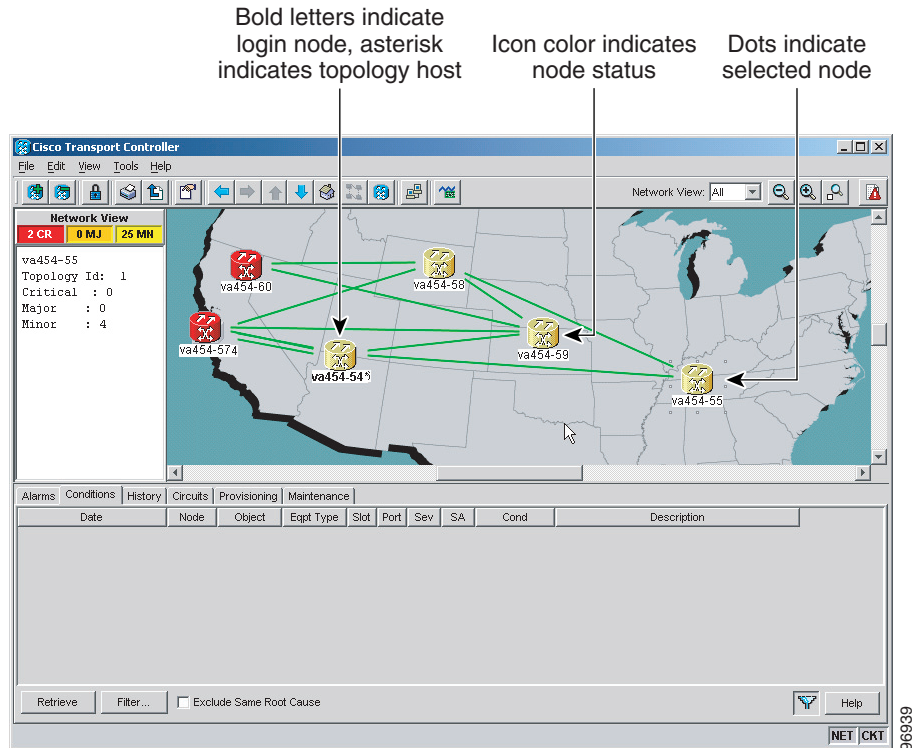 Bold letters indicate
login node, asterisk
indicates topology host
Icon color indicates
node status
Dots indicate
selected node
Cisco Transport Controller
File Edit View Tools Help
Network View: All
Network View
2 CR 0 MJ 25 MN
va454-55
Topology Id: 1
Critical : 0
Major : 0
Minor : 4
va454-60
va454-58
va454-574
va454-59
va454-54*)
va454-55
Alarms Conditions History Circuits Provisioning Maintenance
Date Node Object Eqpt Type Slot Port Sev SA Cond Description
Retrieve Filter... Exclude Same Root Cause Help
NET CKT
96939